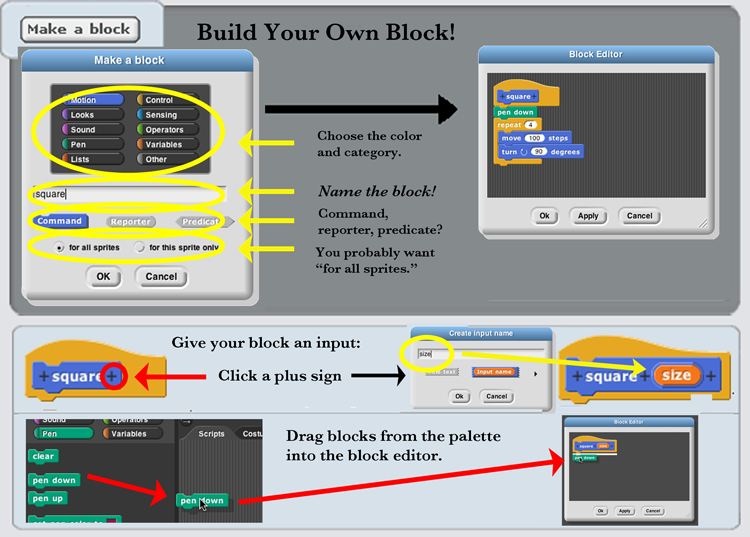 Make a block
Build Your Own Block!
Make a block
Motion Control
Looks Sensing
Sound Operators
Pen Variables
Lists Other
square
Command Reporter Predicate
for all sprites for this sprite only
OK Cancel
Choose the color
and category.
Name the block!
Command,
reporter, predicate?
You probably want
“for all sprites.”
Block Editor
+ square +
pen down
repeat 4
move 100 steps
turn 90 degrees
Ok Apply Cancel
Give your block an input:
+ square +
Click a plus sign
Create input name
size
text Input name
Ok Cancel
+ square + size +
Sound Operators
Pen Variables
clear
pen down
pen up
Scripts Costu
pen down
Drag blocks from the palette
into the block editor.
Block Editor
square size
pen down
Ok Apply Cancel